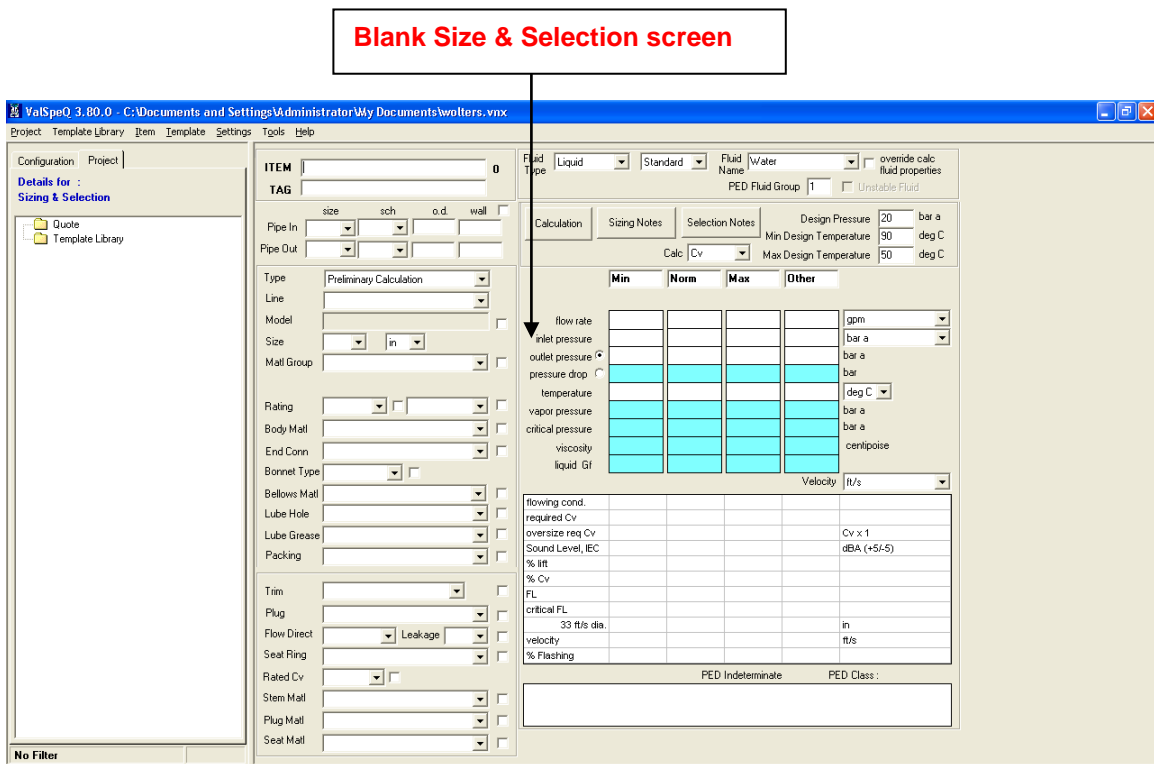 Blank Size & Selection screen
ValSpeQ 3.80.0 - C:\Documents and Settings\Administrator\My Documents\wolters.vnx
Project Template Library Item Template Settings Tools Help
Configuration Project
Details for :
Sizing & Selection
Quote
Template Library
No Filter
ITEM 0
TAG
size sch o.d. wall
Pipe In
Pipe Out
Type Preliminary Calculation
Line
Model
Size in
Matl Group
Rating
Body Matl
End Conn
Bonnet Type
Bellows Matl
Lube Hole
Lube Grease
Packing
Trim
Plug
Flow Direct Leakage
Seat Ring
Rated Cv
Stem Matl
Plug Matl
Seat Matl
Fluid Type Liquid Standard Fluid Name Water override calc fluid properties
PED Fluid Group 1 Unstable Fluid
Calculation Sizing Notes Selection Notes
Design Pressure 20 bar a
Min Design Temperature 90 deg C
Calc Cv Max Design Temperature 50 deg C
Min Norm Max Other
flow rate gpm
inlet pressure bar a
outlet pressure bar a
pressure drop bar
temperature deg C
vapor pressure bar a
critical pressure bar a
viscosity centipoise
liquid Gf
Velocity ft/s
flowing cond.
required Cv
oversize req Cv Cv x 1
Sound Level, IEC dBA (+5/-5)
% lift
% Cv
FL
critical FL
33 ft/s dia. in
velocity ft/s
% Flashing
PED Indeterminate PED Class :